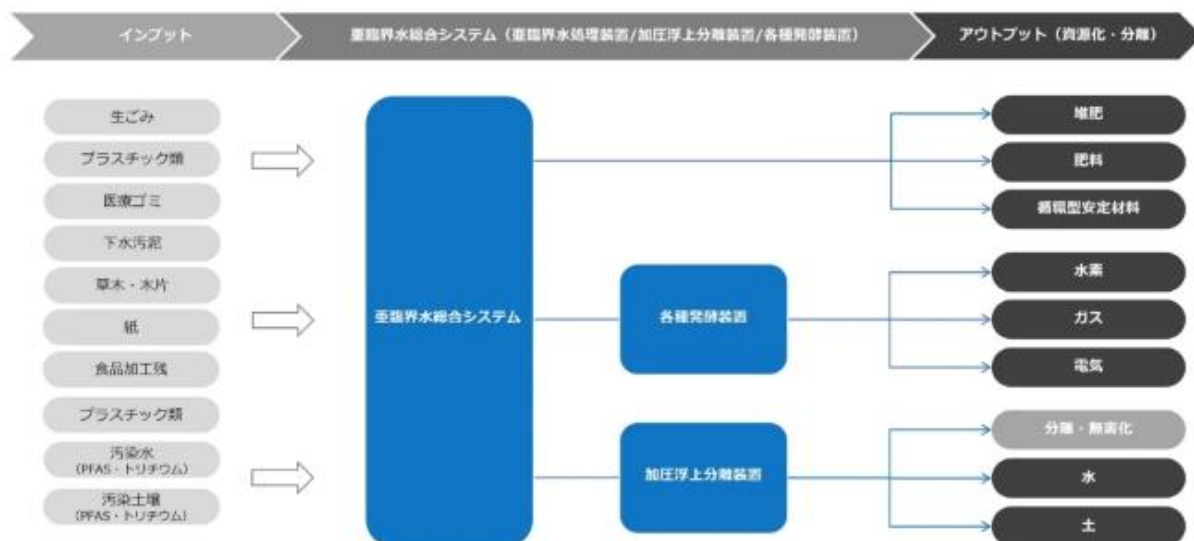 インプット
亜臨界水総合システム（亜臨界水処理装置/加圧浮上分離装置/各種発酵装置）
アウトプット（資源化・分離）
生ごみ
プラスチック類
医療ゴミ
下水汚泥
草木・木片
紙
食品加工残
プラスチック類
汚染水
(PFAS・トリチウム)
汚染土壌
(PFAS・トリチウム)
亜臨界水総合システム
各種発酵装置
加圧浮上分離装置
堆肥
肥料
循環型安定材料
水素
ガス
電気
分離・無害化
水
土